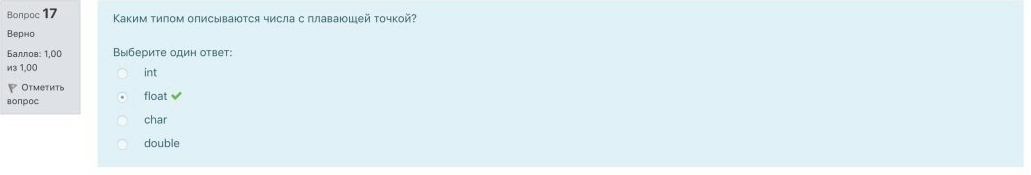 Вопрос 17
Верно
Баллов: 1,00
из 1,00
Отметить
вопрос
Каким типом описываются числа с плавающей точкой?
Выберите один ответ:
int
float
char
double